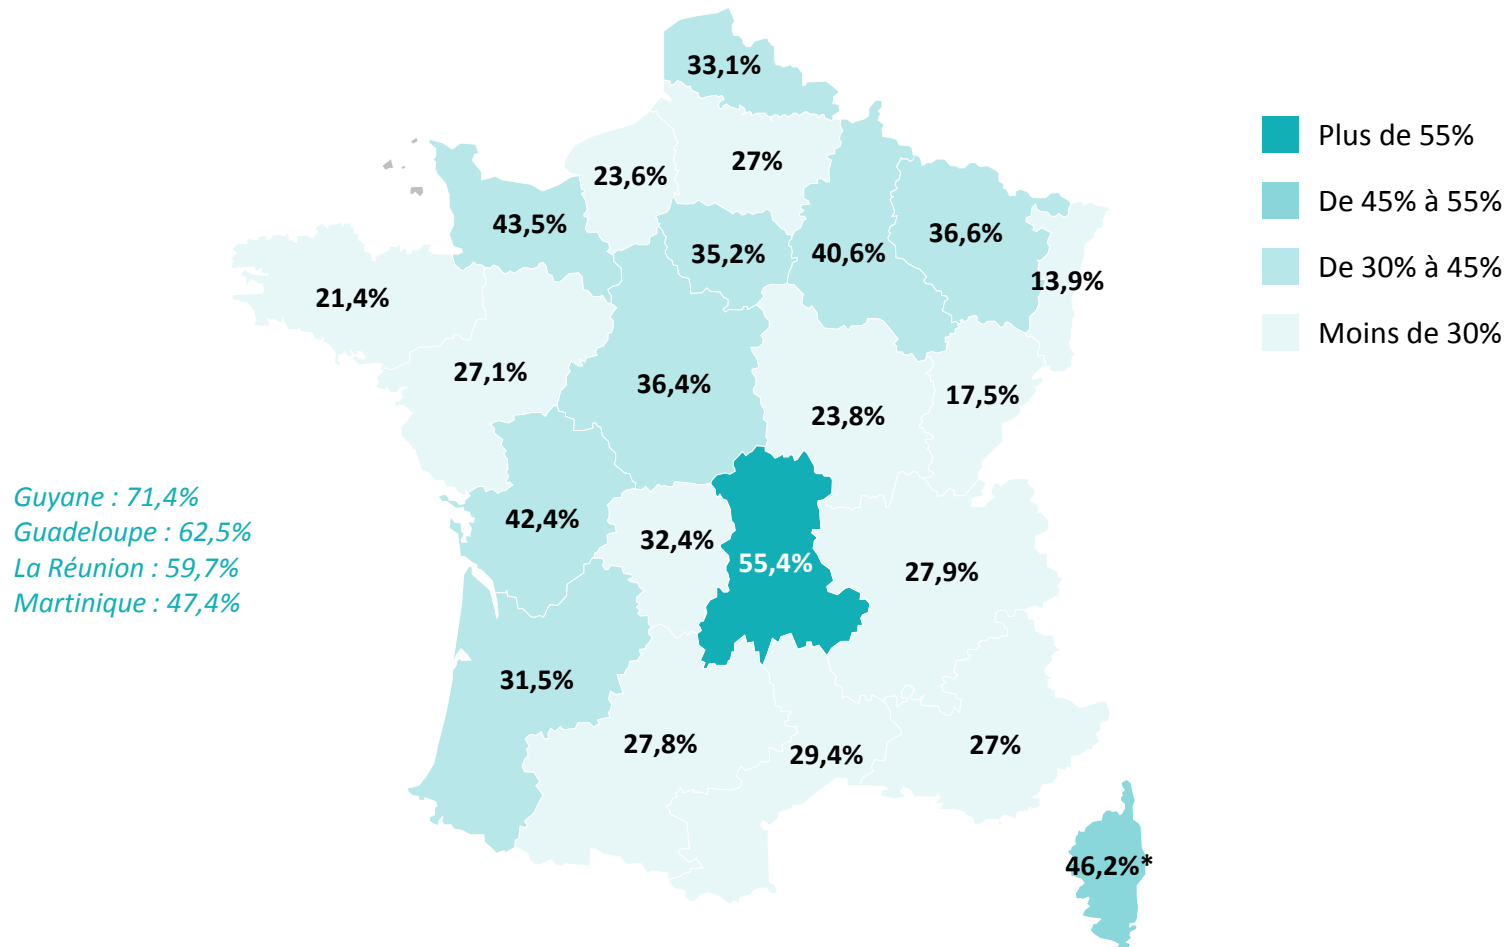 33,1%
Plus de 55%
27%
23,6%
De 45% à 55%
43,5%
36,6%
35,2%
40,6%
De 30% à 45%
13,9%
21,4%
Moins de 30%
27,1%
36,4%
17,5%
23,8%
Guyane : 71,4%
Guadeloupe : 62,5%
La Réunion : 59,7%
Martinique : 47,4%
42,4%
32,4%
55,4%
27,9%
31,5%
27,8%
29,4%
27%
46,2%*